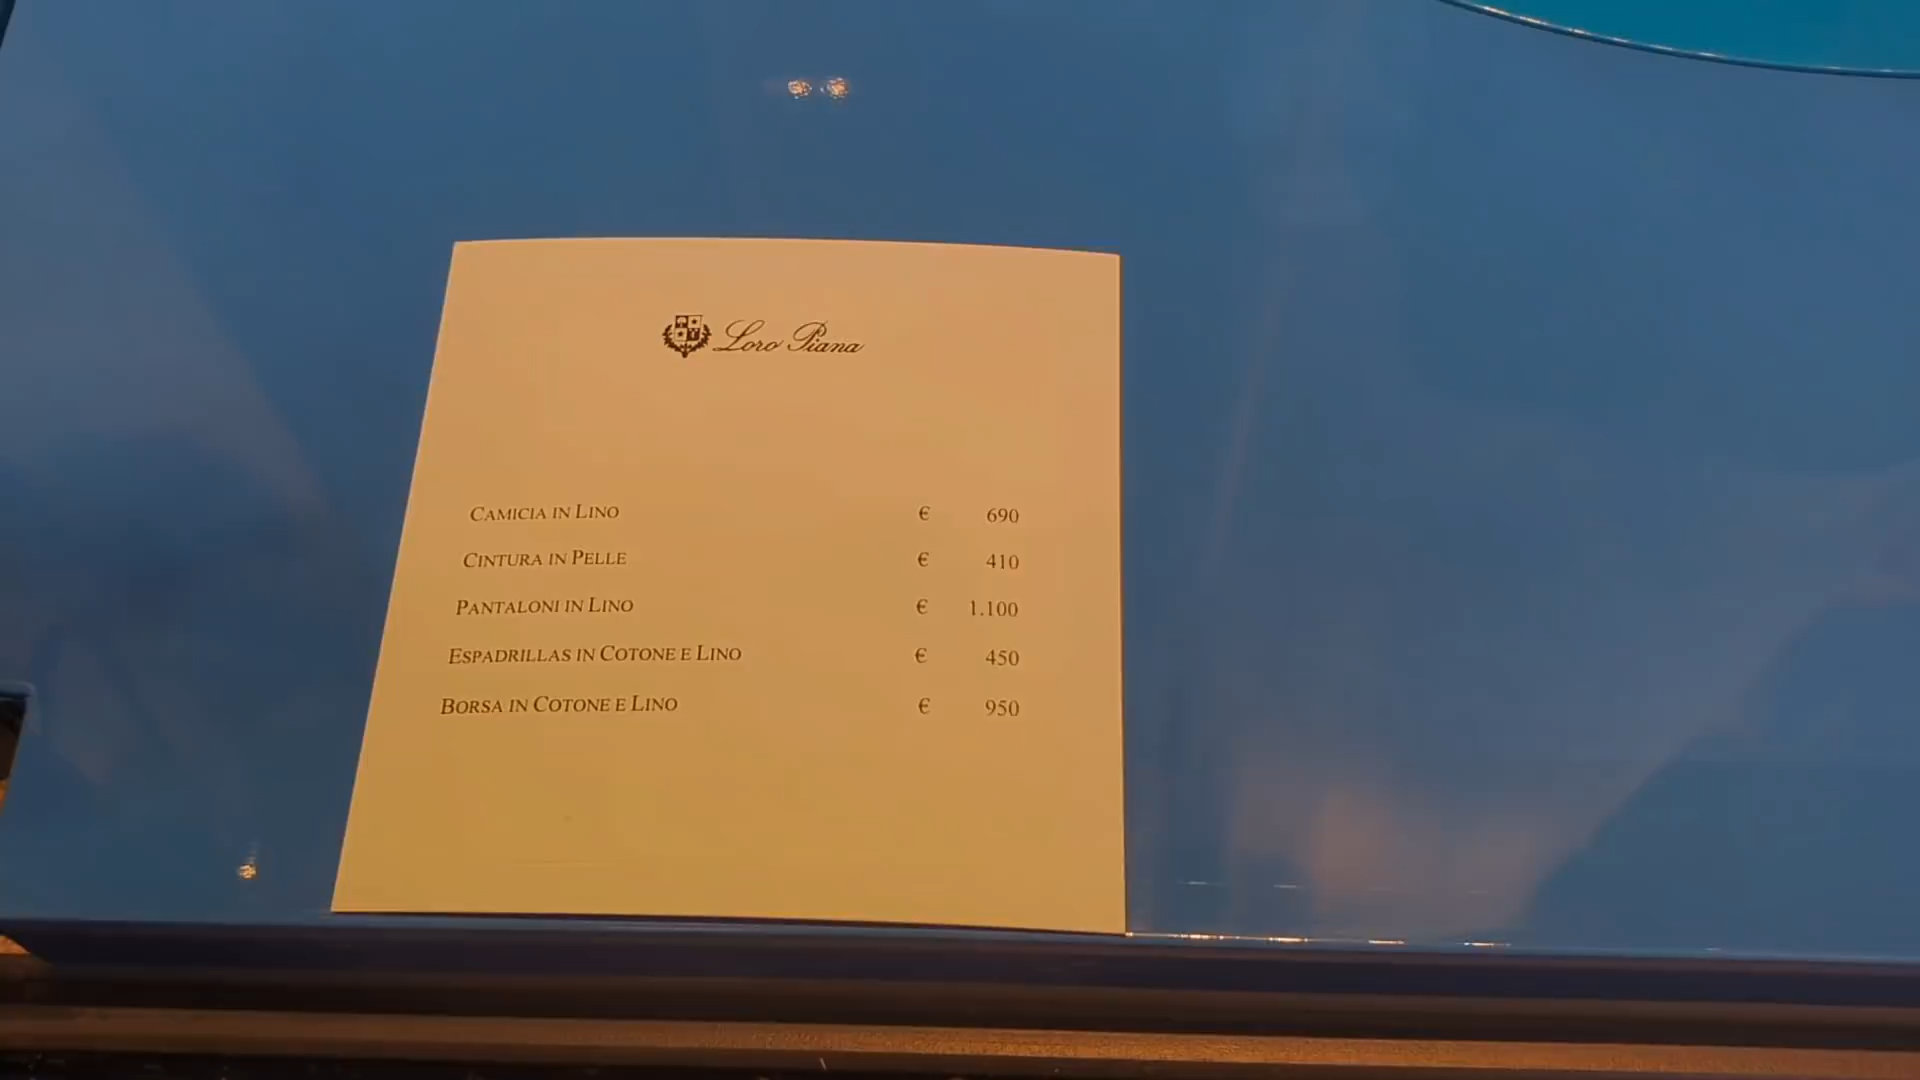 Loro Piana
CAMICIA IN LINO € 690
CINTURA IN PELLE € 410
PANTALONI IN LINO € 1.100
ESPADRILLAS IN COTONE E LINO € 450
BORSA IN COTONE E LINO € 950